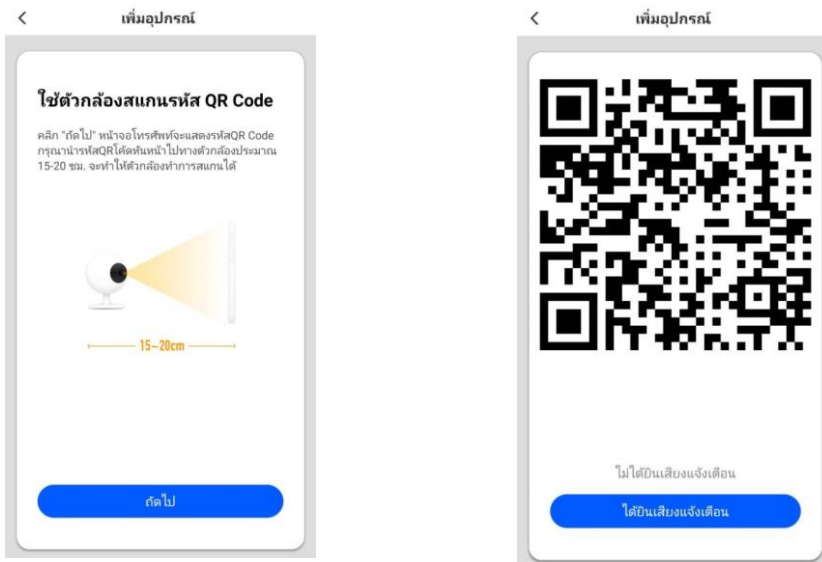 เพิ่มอุปกรณ์
ใช้ตัวกล้องสแกนรหัส QR Code
คลิก "ถัดไป" หน้าจอโทรศัพท์จะแสดงรหัสQR Code
กรุณานำรหัสQRโค้ดหันหน้าไปทางตัวกล้องประมาณ
15-20 ซม. จะทำให้ตัวกล้องทำการสแกนได้
15~20cm
ถัดไป
เพิ่มอุปกรณ์
ไม่ได้ยินเสียงแจ้งเตือน
ได้ยินเสียงแจ้งเตือน